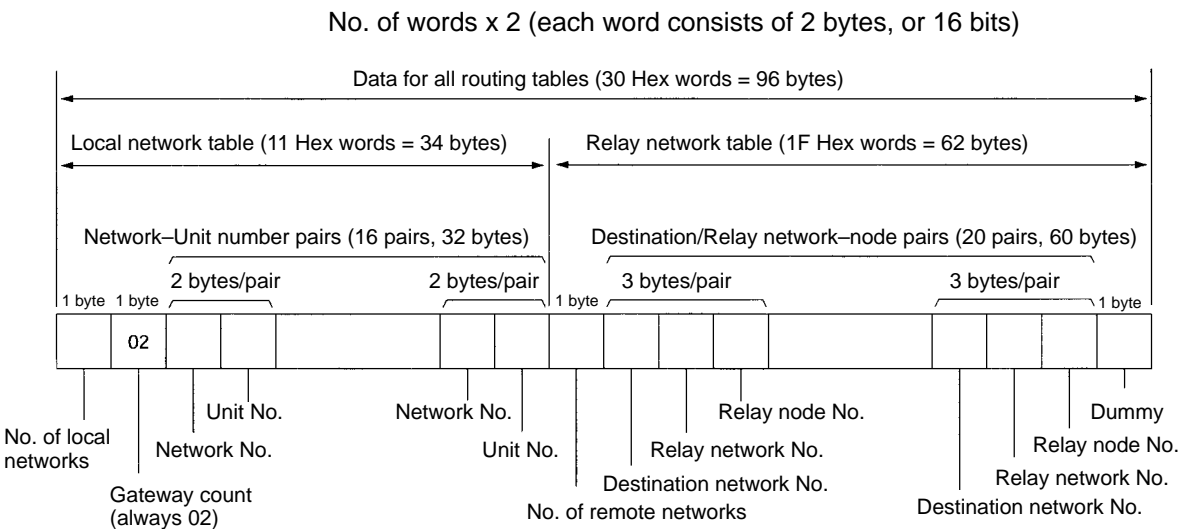 No. of words x 2 (each word consists of 2 bytes, or 16 bits)
Data for all routing tables (30 Hex words = 96 bytes)
Local network table (11 Hex words = 34 bytes)
Relay network table (1F Hex words = 62 bytes)
Network–Unit number pairs (16 pairs, 32 bytes)
Destination/Relay network–node pairs (20 pairs, 60 bytes)
1 byte
1 byte
2 bytes/pair
2 bytes/pair
1 byte
3 bytes/pair
3 bytes/pair
1 byte
02
No. of local
networks
Gateway count
(always 02)
Network No.
Unit No.
Network No.
Unit No.
No. of remote networks
Destination network No.
Relay network No.
Relay node No.
Destination network No.
Relay network No.
Relay node No.
Dummy